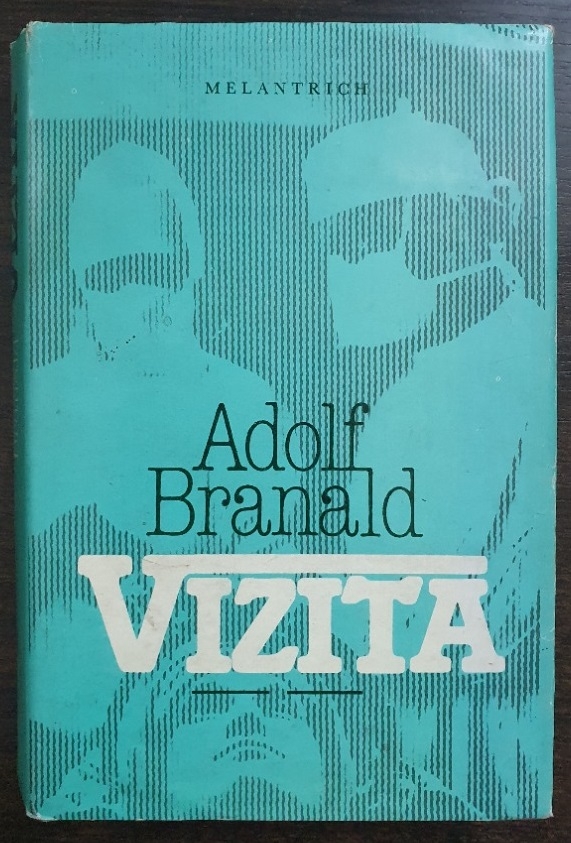 MELANTRICH
Adolf
Branald
VIZITA